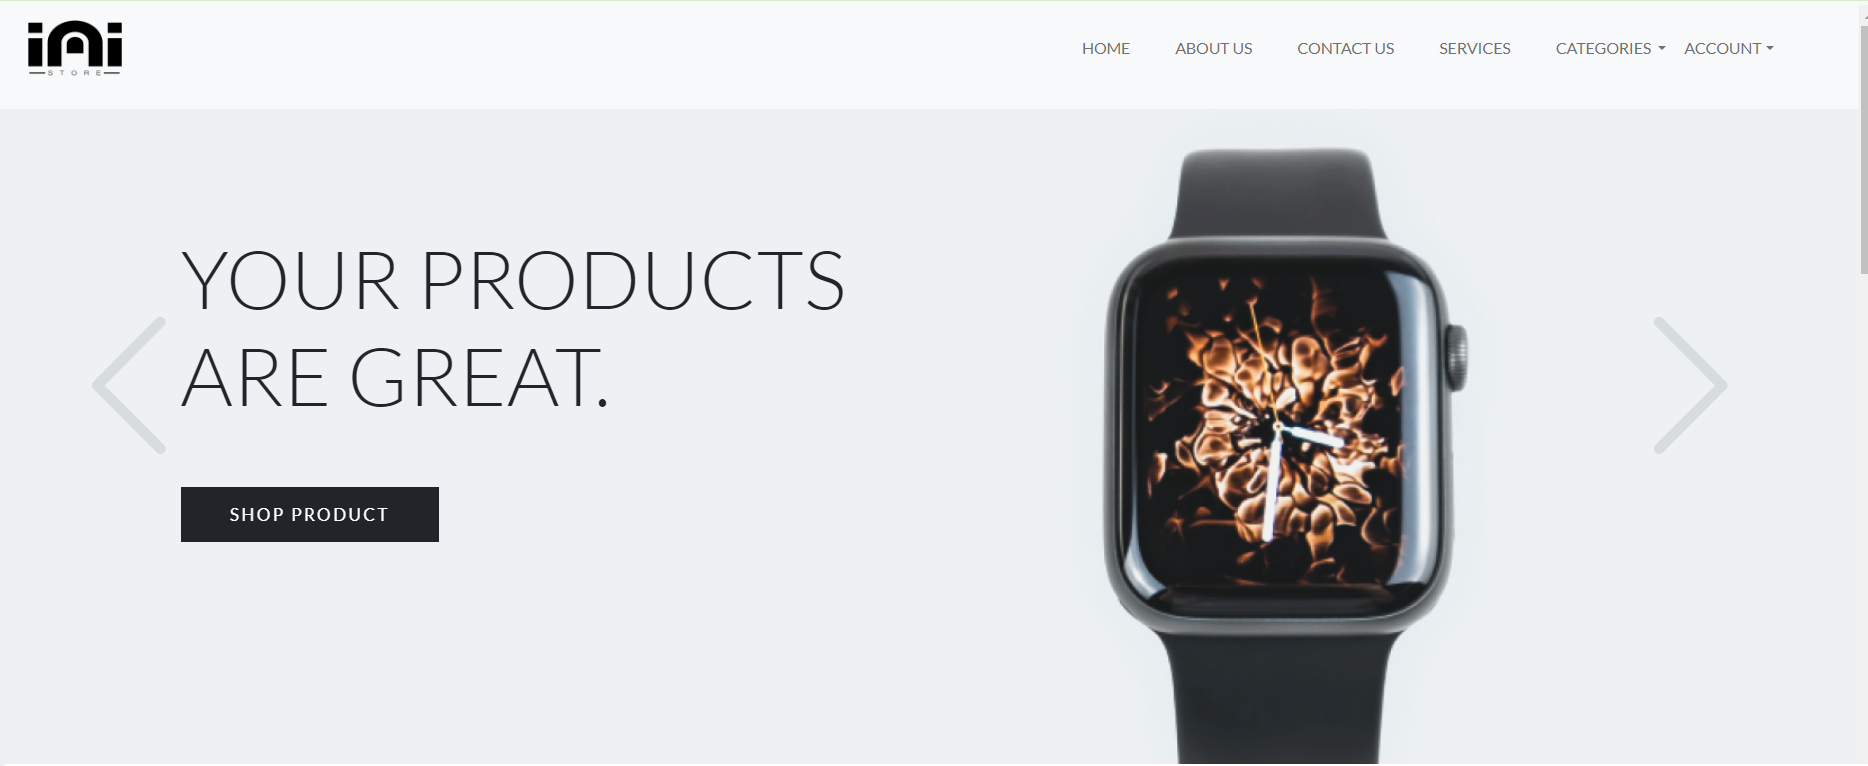 iAi
STORE
HOME
ABOUT US
CONTACT US
SERVICES
CATEGORIES
ACCOUNT
YOUR PRODUCTS
ARE GREAT.
SHOP PRODUCT